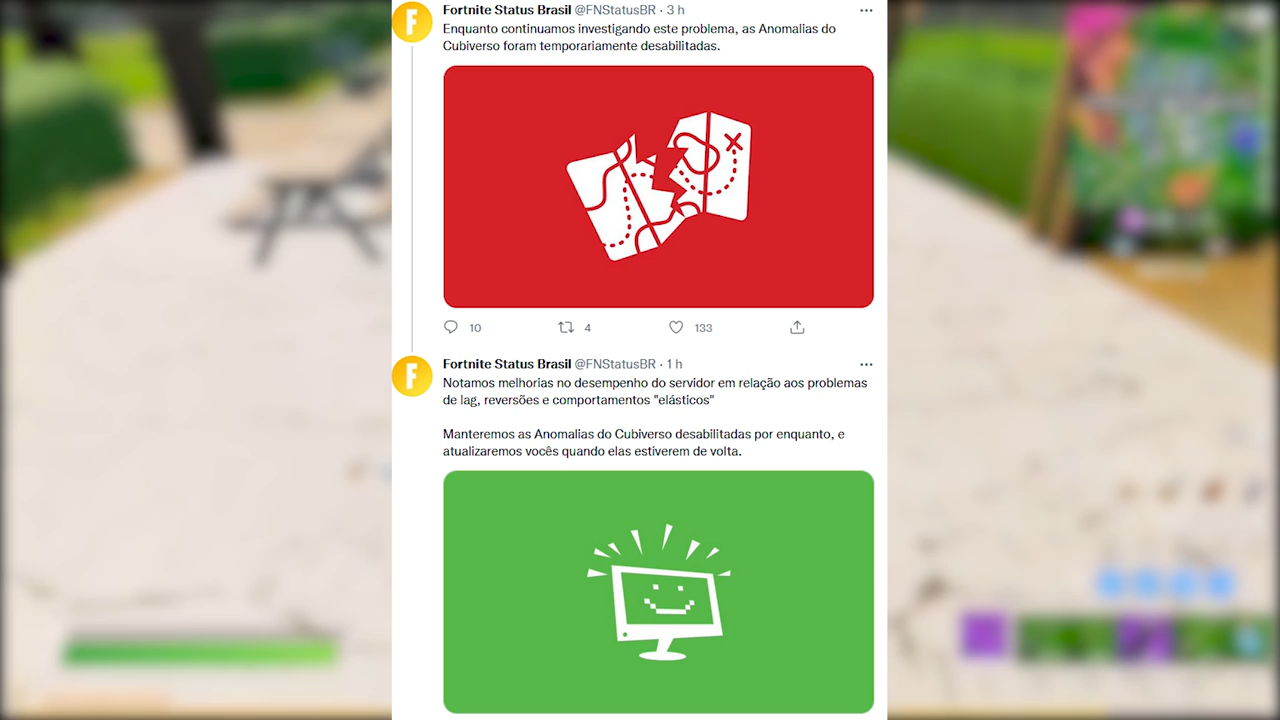 Fortnite Status Brasil @FNStatusBR · 3 h
Enquanto continuamos investigando este problema, as Anomalias do
Cubiverso foram temporariamente desabilitadas.
10 4 133
Fortnite Status Brasil @FNStatusBR · 1 h
Notamos melhorias no desempenho do servidor em relação aos problemas
de lag, reversões e comportamentos "elásticos"
Manteremos as Anomalias do Cubiverso desabilitadas por enquanto, e
atualizaremos vocês quando elas estiverem de volta.